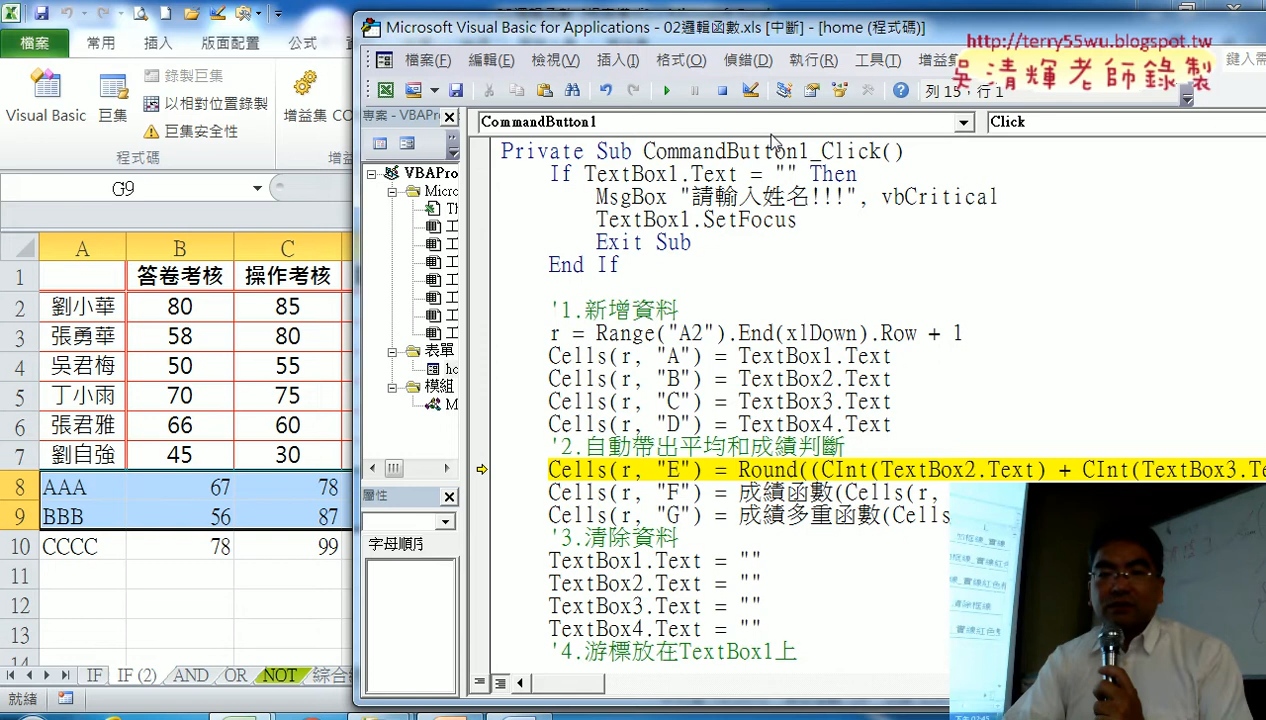 Microsoft Visual Basic for Applications - 02邏輯函數.xls [中斷] - [home (程式碼)]
http://terry55wu.blogspot.tw
吳清輝老師錄製
檔案 常用 插入 版面配置 公式
檔案(F) 編輯(E) 檢視(V) 插入(I) 格式(O) 偵錯(D) 執行(R) 工具(T) 增益集
鍵入需
列 15, 行 1
Visual Basic 巨集
錄製巨集
以相對位置錄製
巨集安全性
增益集 CO
程式碼
專案 - VBAPro
CommandButton1 Click
G9
VBAPro
Micro
表單
模組
屬性
字母順序
A B C
1 答卷考核 操作考核
2 劉小華 80 85
3 張勇華 58 80
4 吳君梅 50 55
5 丁小雨 70 75
6 張君雅 66 60
7 劉自強 45 30
8 AAA 67 78
9 BBB 56 87
10 CCCC 78 99
11
12
13
IF IF (2) AND OR NOT 綜合
就緒
Private Sub CommandButton1_Click()
If TextBox1.Text = "" Then
MsgBox "請輸入姓名!!!", vbCritical
TextBox1.SetFocus
Exit Sub
End If
'1.新增資料
r = Range("A2").End(xlDown).Row + 1
Cells(r, "A") = TextBox1.Text
Cells(r, "B") = TextBox2.Text
Cells(r, "C") = TextBox3.Text
Cells(r, "D") = TextBox4.Text
'2.自動帶出平均和成績判斷
Cells(r, "E") = Round((CInt(TextBox2.Text) + CInt(TextBox3.Te
Cells(r, "F") = 成績函數(Cells(r,
Cells(r, "G") = 成績多重函數(Cells
'3.清除資料
TextBox1.Text = ""
TextBox2.Text = ""
TextBox3.Text = ""
TextBox4.Text = ""
'4.游標放在TextBox1上